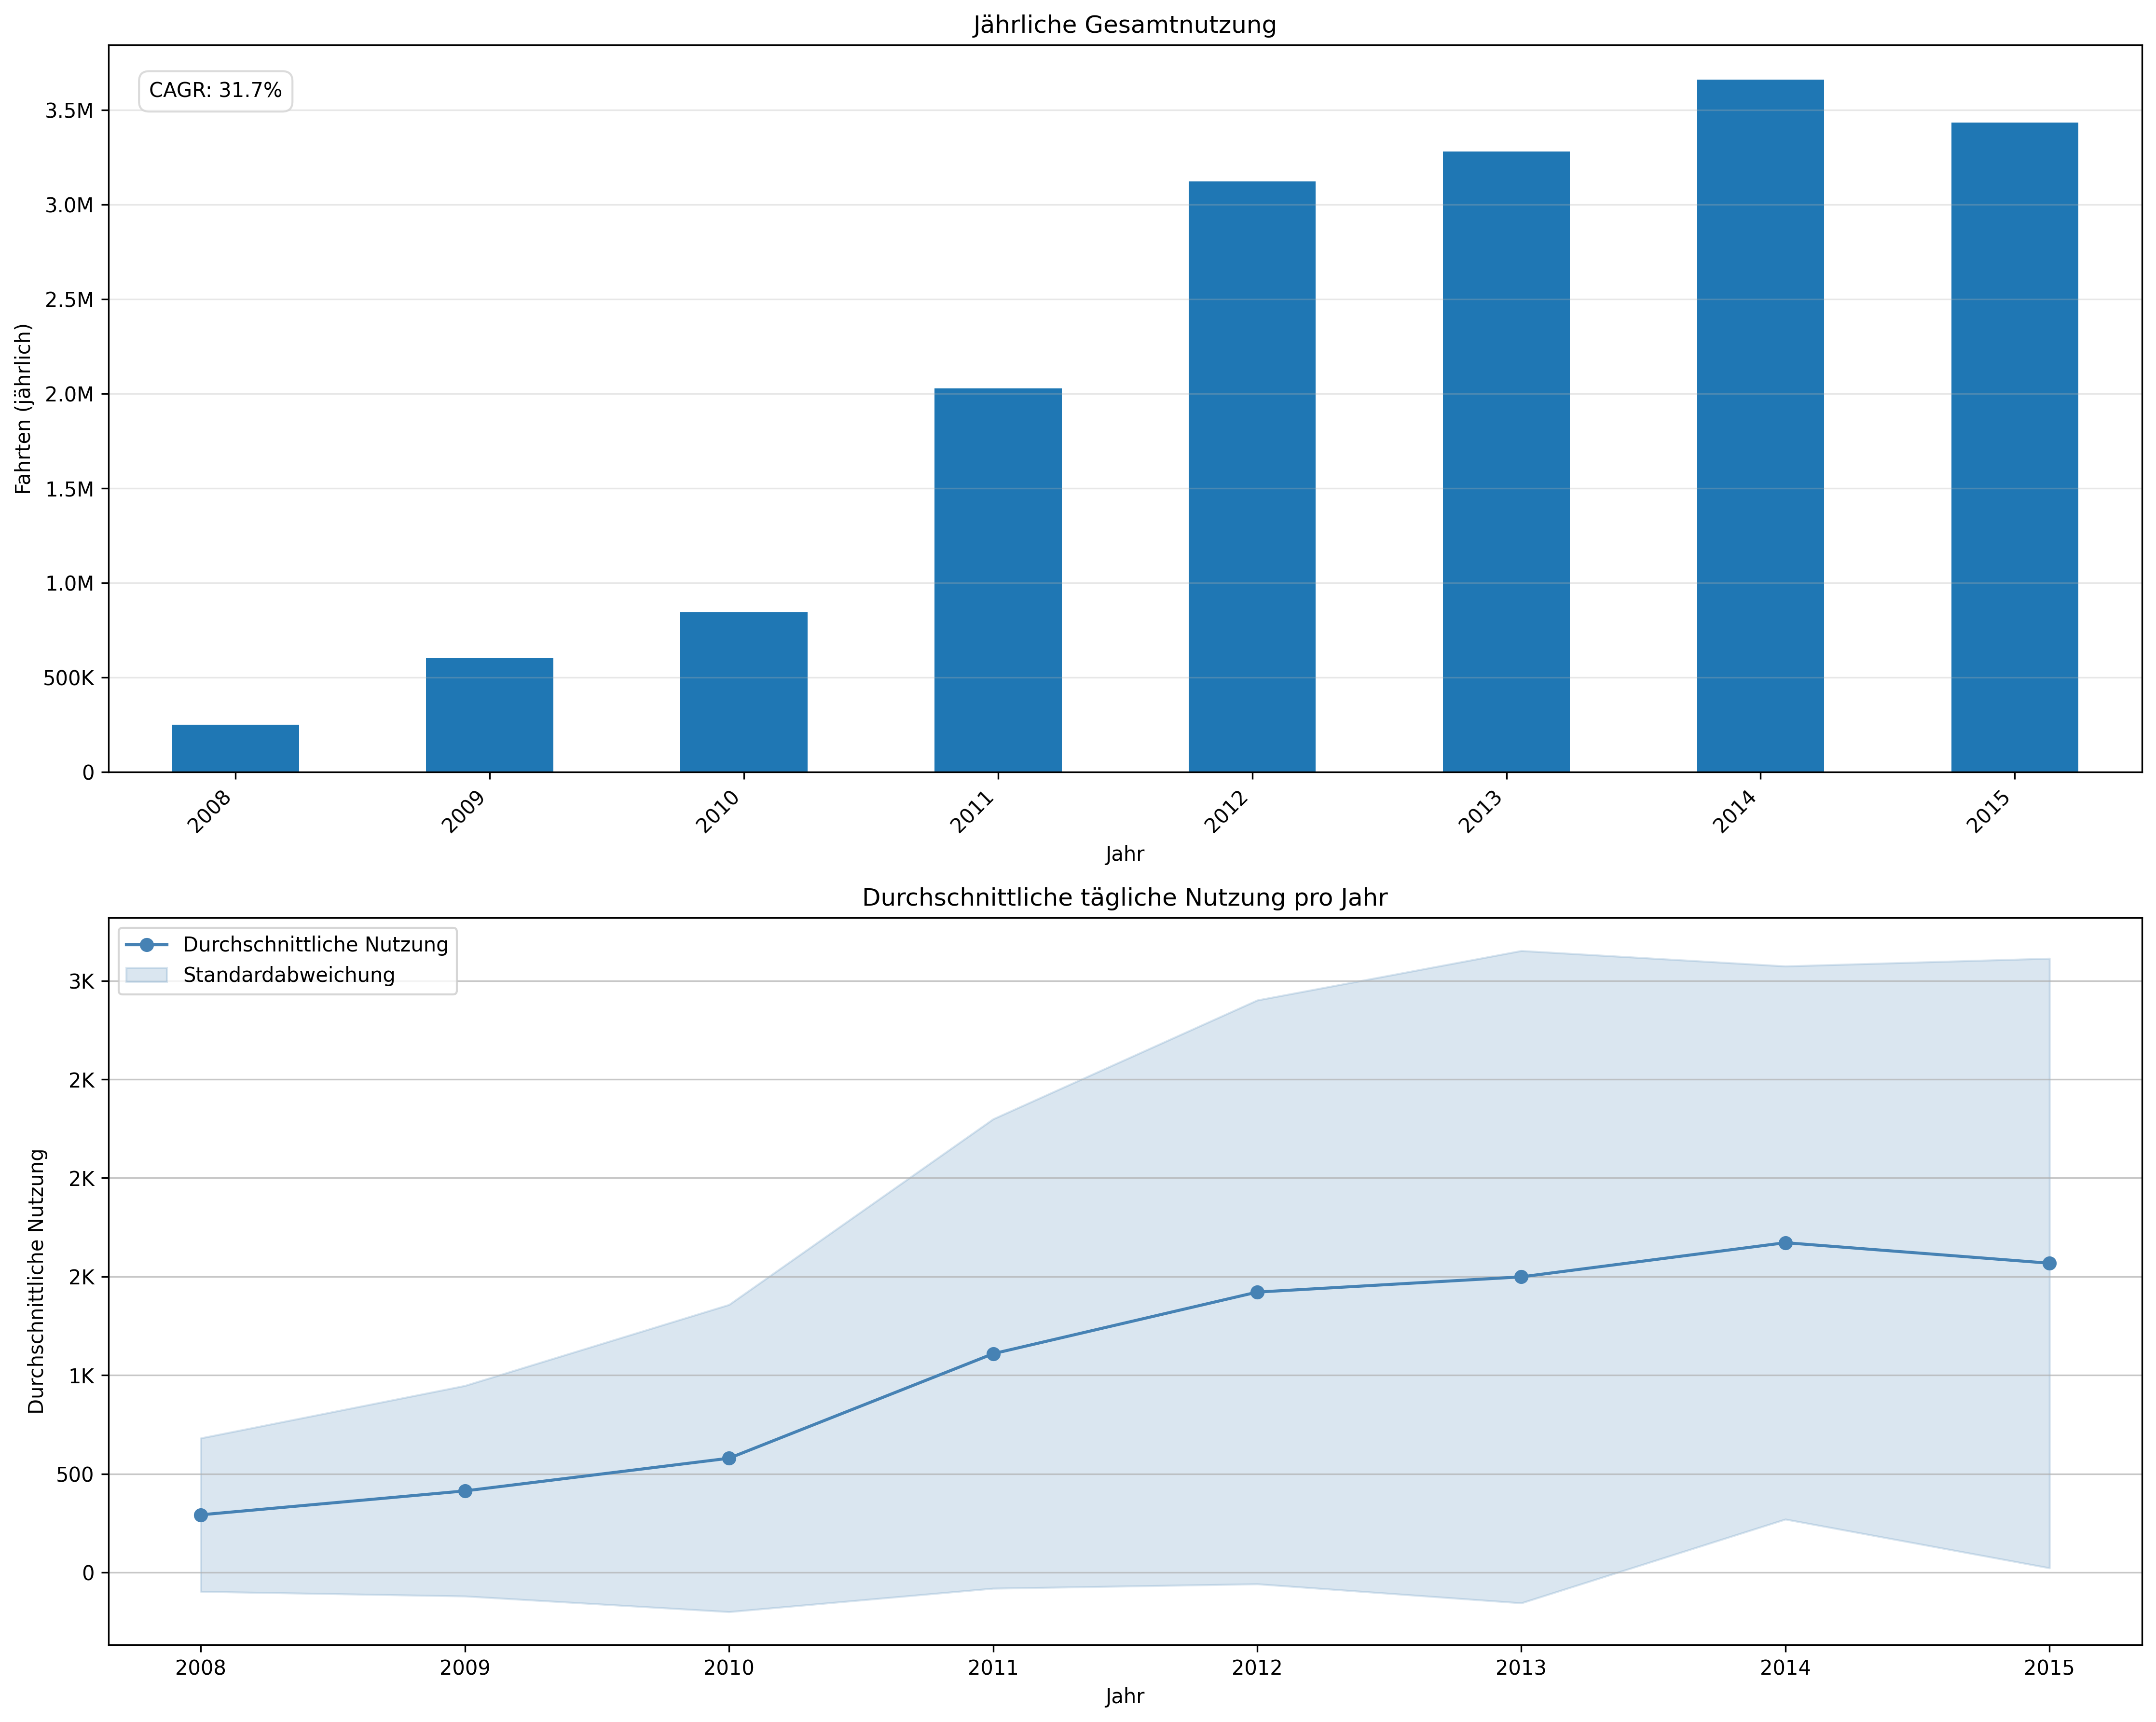 Jährliche Gesamtnutzung
CAGR: 31.7%
Fahrten (jährlich)
3.5M
3.0M
2.5M
2.0M
1.5M
1.0M
500K
0
2008 2009 2010 2011 2012 2013 2014 2015
Jahr
Durchschnittliche tägliche Nutzung pro Jahr
Durchschnittliche Nutzung
Standardabweichung
Durchschnittliche Nutzung
3K
2K
2K
2K
1K
500
0
2008 2009 2010 2011 2012 2013 2014 2015
Jahr